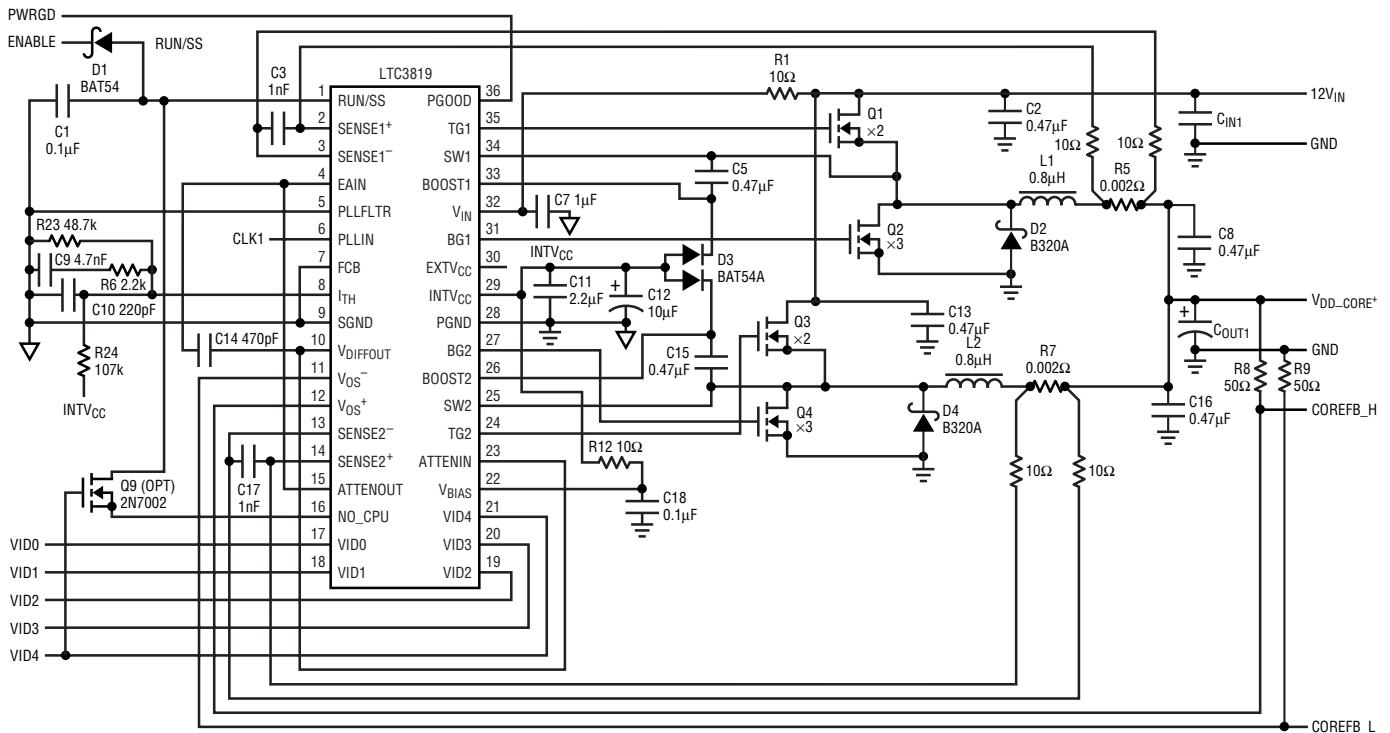 PWRGD
ENABLE
RUN/SS
D1
BAT54
C1
0.1µF
C3
1nF
LTC3819
1 RUN/SS
2 SENSE1+
3 SENSE1–
4 EAIN
5 PLLFLTR
6 PLLIN
7 FCB
8 ITH
9 SGND
10 VDIFFOUT
11 VOS–
12 VOS+
13 SENSE2–
14 SENSE2+
15 ATTENOUT
16 NO_CPU
17 VID0
18 VID1
PGOOD 36
TG1 35
SW1 34
BOOST1 33
VIN 32
BG1 31
EXTVCC 30
INTVCC 29
PGND 28
BG2 27
BOOST2 26
SW2 25
TG2 24
ATTENIN 23
VBIAS 22
VID4 21
VID3 20
VID2 19
R23 48.7k
CLK1
C9 4.7nF
R6 2.2k
C10 220pF
R24
107k
INTVCC
C14 470pF
C17
1nF
Q9 (OPT)
2N7002
VID0
VID1
VID2
VID3
VID4
R1
10Ω
Q1
×2
C2
0.47µF
10Ω
10Ω
CIN1
12VIN
GND
C5
0.47µF
C7 1µF
L1
0.8µH
R5
0.002Ω
Q2
×3
D2
B320A
C8
0.47µF
INTVCC
D3
BAT54A
C11
2.2µF
+
C12
10µF
Q3
×2
C13
0.47µF
L2
0.8µH
R7
0.002Ω
VDD_CORE+
+
COUT1
GND
R8
50Ω
R9
50Ω
C15
0.47µF
Q4
×3
D4
B320A
C16
0.47µF
COREFB_H
R12 10Ω
C18
0.1µF
10Ω
10Ω
COREFB_L